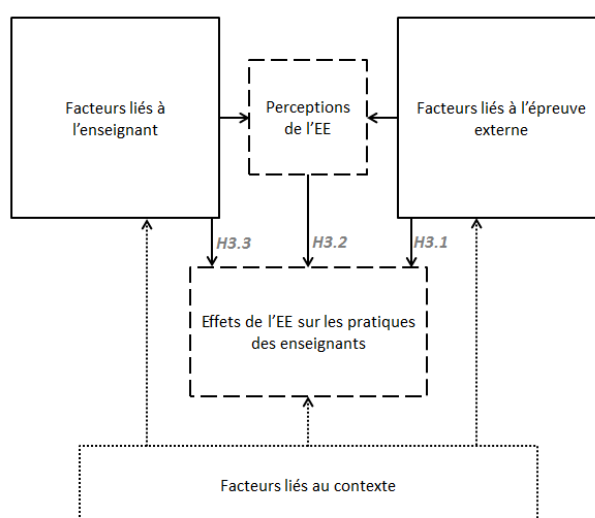 Facteurs liés à
l'enseignant
Perceptions
de l'EE
Facteurs liés à l'épreuve
externe
H3.3
H3.2
H3.1
Effets de l'EE sur les pratiques
des enseignants
Facteurs liés au contexte